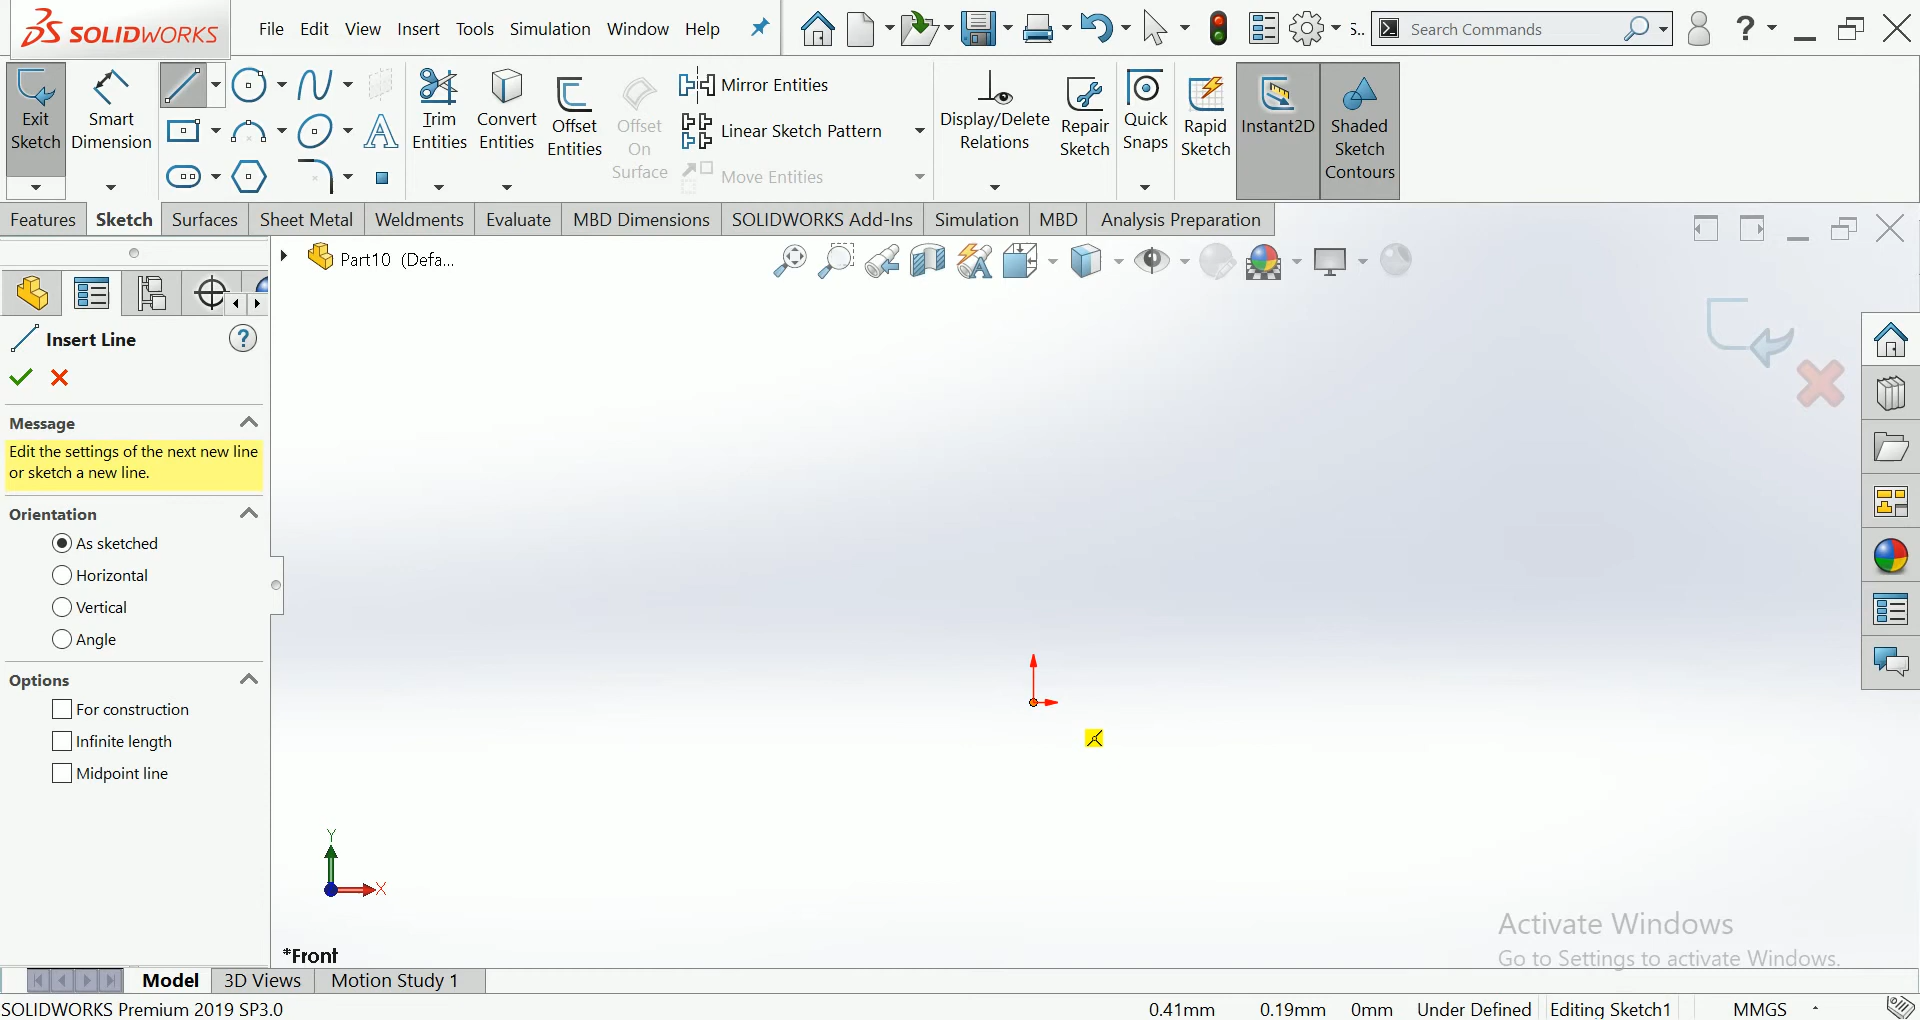 SOLIDWORKS File Edit View Insert Tools Simulation Window Help S.. Search Commands ?
Exit Sketch
Smart Dimension
Trim Entities
Convert Entities
Offset Entities
Offset On Surface
Mirror Entities
Linear Sketch Pattern
Move Entities
Display/Delete Relations
Repair Sketch
Quick Snaps
Rapid Sketch
Instant2D
Shaded Sketch Contours
Features Sketch Surfaces Sheet Metal Weldments Evaluate MBD Dimensions SOLIDWORKS Add-Ins Simulation MBD Analysis Preparation
Part10 (Defa...
Insert Line ?
Message
Edit the settings of the next new line
or sketch a new line.
Orientation
As sketched
Horizontal
Vertical
Angle
Options
For construction
Infinite length
Midpoint line
Y
X
*Front
Activate Windows
Go to Settings to activate Windows.
Model 3D Views Motion Study 1
SOLIDWORKS Premium 2019 SP3.0 0.41mm 0.19mm 0mm Under Defined Editing Sketch1 MMGS